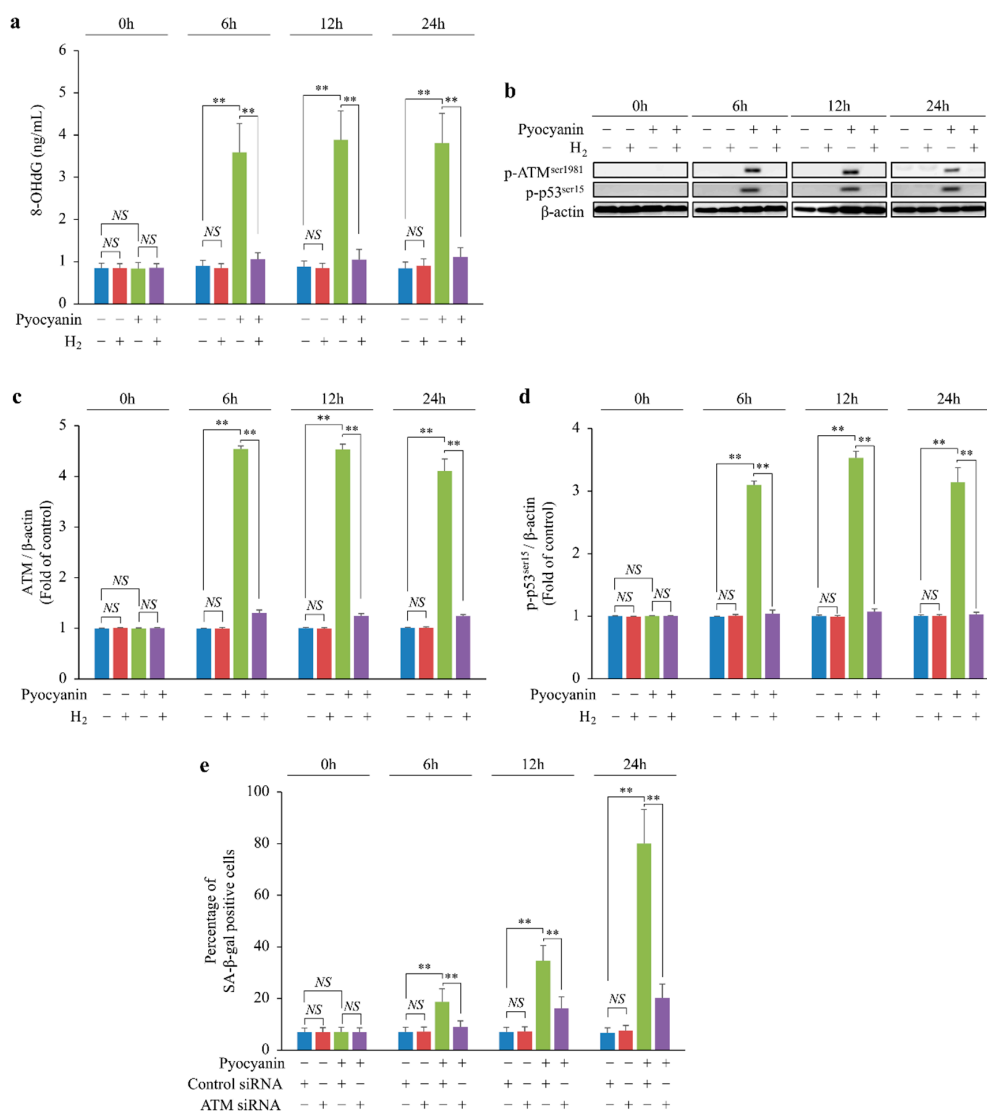 a
0h 6h 12h 24h
6
5
4
3
2
1
0
8-OHdG (ng/mL)
** ** ** ** ** **
NS
NS NS NS NS NS
Pyocyanin − − + + − − + + − − + + − − + +
H₂ − + − + − + − + − + − + − + − +
b
0h 6h 12h 24h
Pyocyanin − − + + − − + + − − + + − − + +
H₂ − + − + − + − + − + − + − + − +
p-ATMˢᵉʳ¹⁹⁸¹
p-p53ˢᵉʳ¹⁵
β-actin
c
0h 6h 12h 24h
5
4
3
2
1
0
ATM / β-actin
(Fold of control)
** ** ** ** ** **
NS
NS NS NS NS NS
Pyocyanin − − + + − − + + − − + + − − + +
H₂ − + − + − + − + − + − + − + − +
d
0h 6h 12h 24h
4
3
2
1
0
p-p53ˢᵉʳ¹⁵ / β-actin
(Fold of control)
** ** ** ** ** **
NS
NS NS NS NS NS
Pyocyanin − − + + − − + + − − + + − − + +
H₂ − + − + − + − + − + − + − + − +
e
0h 6h 12h 24h
100
80
60
40
20
0
Percentage of
SA-β-gal positive cells
** ** ** ** ** **
NS
NS NS NS NS NS
Pyocyanin − − + + − − + + − − + + − − + +
Control siRNA + − + − + − + − + − + − + − + −
ATM siRNA − + − + − + − + − + − + − + − +